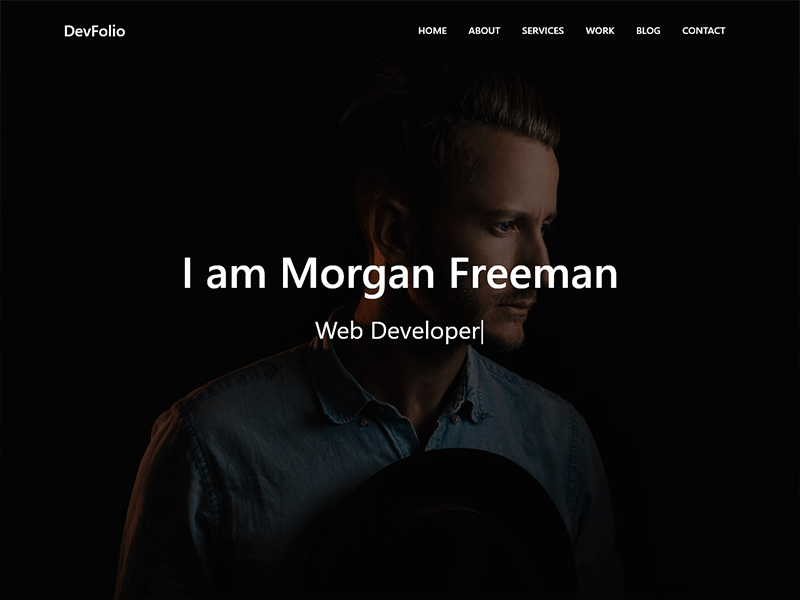 DevFolio
HOME ABOUT SERVICES WORK BLOG CONTACT
I am Morgan Freeman
Web Developer|